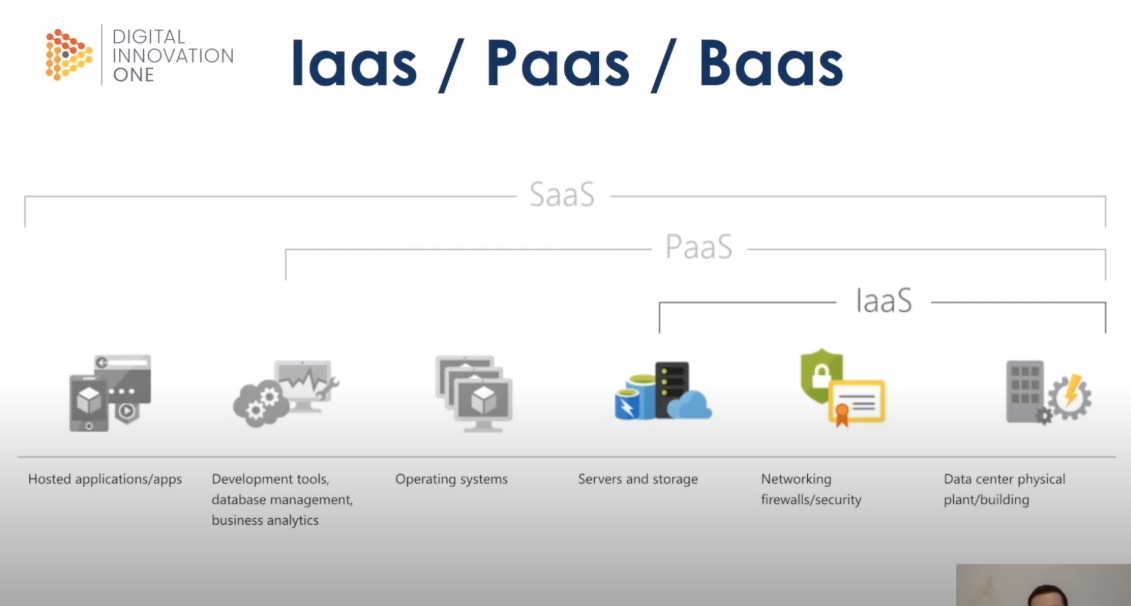 DIGITAL
INNOVATION
ONE
Iaas / Paas / Baas
SaaS
PaaS
IaaS
Hosted applications/apps
Development tools,
database management,
business analytics
Operating systems
Servers and storage
Networking
firewalls/security
Data center physical
plant/building